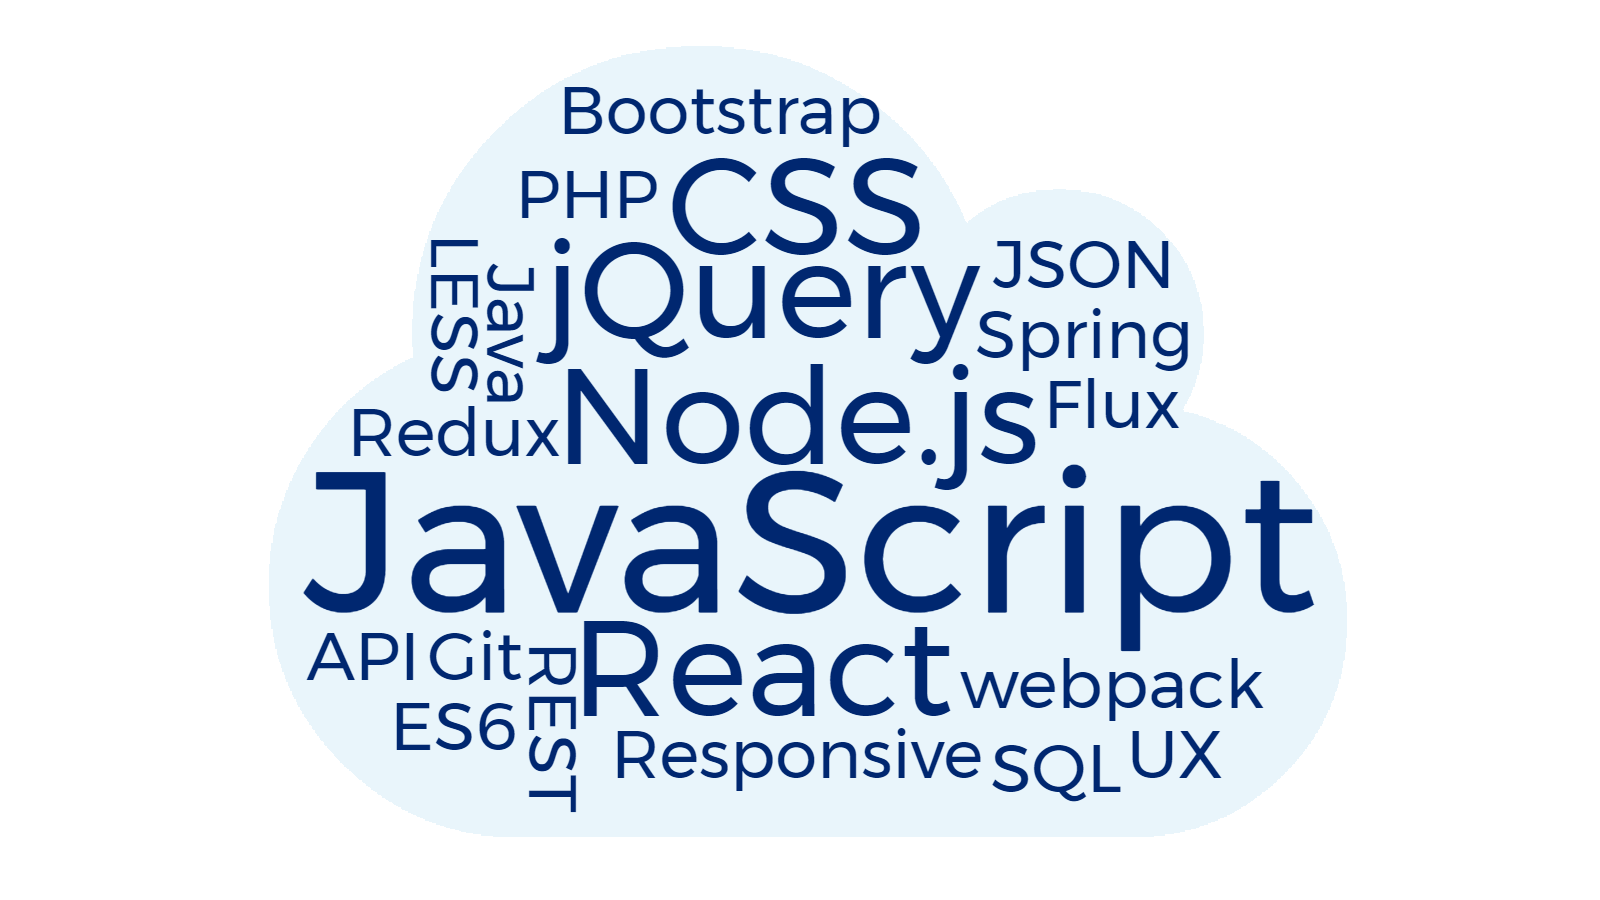 Bootstrap
PHP
CSS
LESS
Java
jQuery
JSON
Spring
Redux
Node.js
Flux
JavaScript
API
Git
REST
React
webpack
ES6
Responsive
SQL
UX